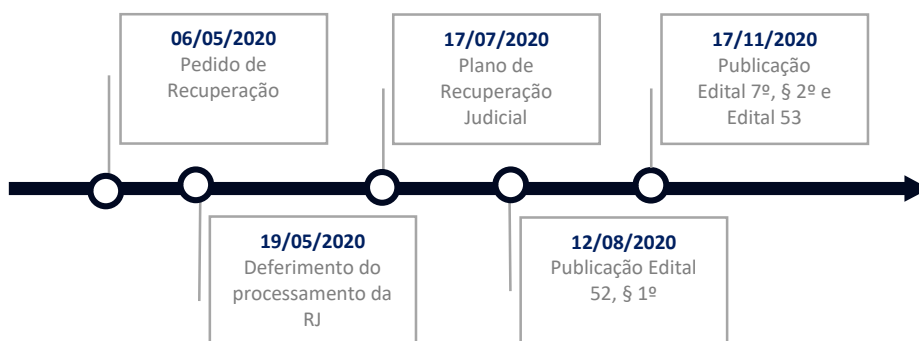 06/05/2020
Pedido de
Recuperação
17/07/2020
Plano de
Recuperação
Judicial
17/11/2020
Publicação
Edital 7º, § 2º e
Edital 53
19/05/2020
Deferimento do
processamento da
RJ
12/08/2020
Publicação Edital
52, § 1º